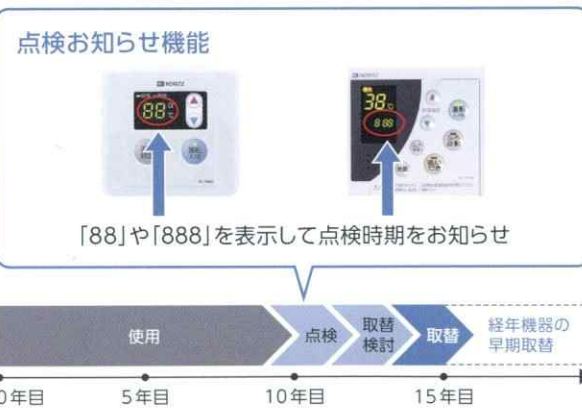 点検お知らせ機能
NORITZ
88
℃
NORITZ
38
℃
888
「88」や「888」を表示して点検時期をお知らせ
使用
点検
取替
検討
取替
経年機器の
早期取替
0年目
5年目
10年目
15年目